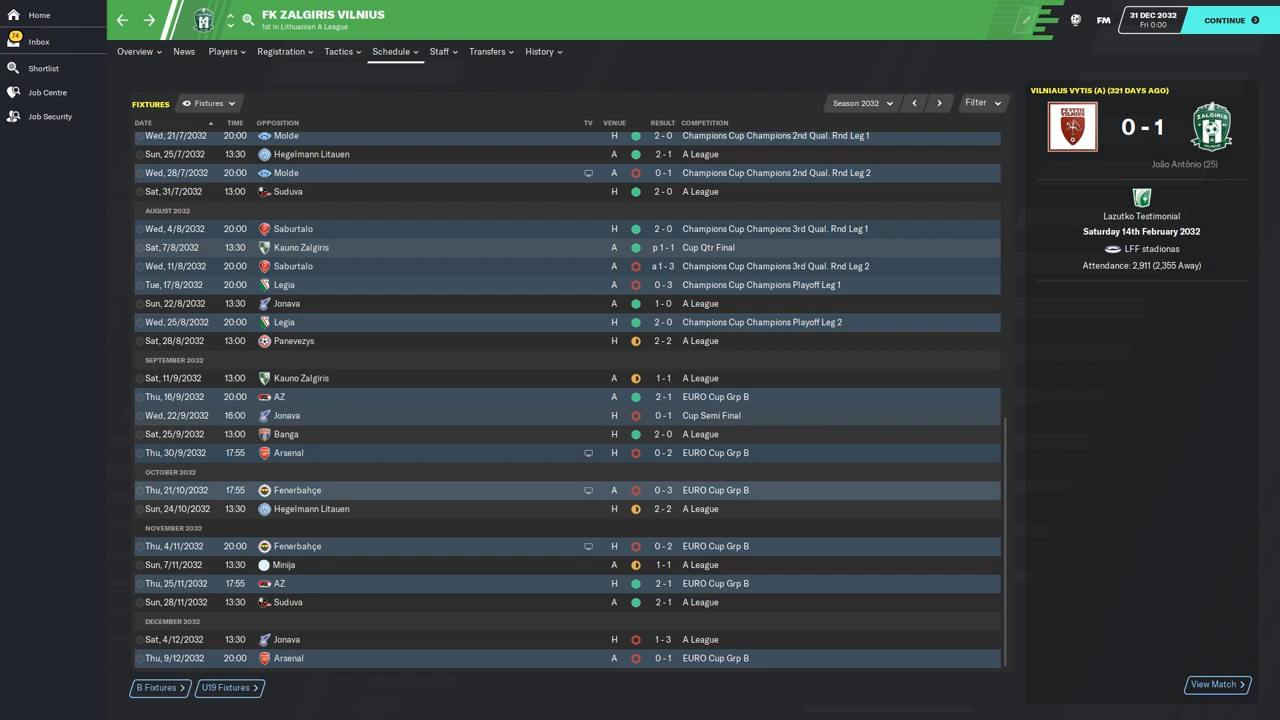 Home
FK ZALGIRIS VILNIUS
1st in Lithuanian A League
FM
31 DEC 2032
Fri 0:00
CONTINUE
74
Inbox
Overview News Players Registration Tactics Schedule Staff Transfers History
Shortlist
Job Centre
Job Security
FIXTURES Fixtures Season 2032 Filter
DATE TIME OPPOSITION TV VENUE RESULT COMPETITION
Wed, 21/7/2032 20:00 Molde H 2 - 0 Champions Cup Champions 2nd Qual. Rnd Leg 1
Sun, 25/7/2032 13:30 Hegelmann Litauen A 2 - 1 A League
Wed, 28/7/2032 20:00 Molde A 0 - 1 Champions Cup Champions 2nd Qual. Rnd Leg 2
Sat, 31/7/2032 13:00 Suduva H 2 - 0 A League
AUGUST 2032
Wed, 4/8/2032 20:00 Saburtalo H 2 - 0 Champions Cup Champions 3rd Qual. Rnd Leg 1
Sat, 7/8/2032 13:30 Kauno Zalgiris A p 1 - 1 Cup Qtr Final
Wed, 11/8/2032 20:00 Saburtalo A a 1 - 3 Champions Cup Champions 3rd Qual. Rnd Leg 2
Tue, 17/8/2032 20:00 Legia A 0 - 3 Champions Cup Champions Playoff Leg 1
Sun, 22/8/2032 13:30 Jonava A 1 - 0 A League
Wed, 25/8/2032 20:00 Legia H 2 - 0 Champions Cup Champions Playoff Leg 2
Sat, 28/8/2032 13:00 Panevezys H 2 - 2 A League
SEPTEMBER 2032
Sat, 11/9/2032 13:00 Kauno Zalgiris A 1 - 1 A League
Thu, 16/9/2032 20:00 AZ A 2 - 1 EURO Cup Grp B
Wed, 22/9/2032 16:00 Jonava H 0 - 1 Cup Semi Final
Sat, 25/9/2032 13:00 Banga H 2 - 0 A League
Thu, 30/9/2032 17:55 Arsenal H 0 - 2 EURO Cup Grp B
OCTOBER 2032
Thu, 21/10/2032 17:55 Fenerbahçe A 0 - 3 EURO Cup Grp B
Sun, 24/10/2032 13:30 Hegelmann Litauen H 2 - 2 A League
NOVEMBER 2032
Thu, 4/11/2032 20:00 Fenerbahçe H 0 - 2 EURO Cup Grp B
Sun, 7/11/2032 13:30 Minija A 1 - 1 A League
Thu, 25/11/2032 17:55 AZ H 2 - 1 EURO Cup Grp B
Sun, 28/11/2032 13:30 Suduva A 2 - 1 A League
DECEMBER 2032
Sat, 4/12/2032 13:30 Jonava H 1 - 3 A League
Thu, 9/12/2032 20:00 Arsenal A 0 - 1 EURO Cup Grp B
B Fixtures U19 Fixtures
VILNIAUS VYTIS (A) (321 DAYS AGO)
0 - 1
João Antônio (25)
Lazutko Testimonial
Saturday 14th February 2032
LFF stadionas
Attendance: 2,911 (2,355 Away)
View Match